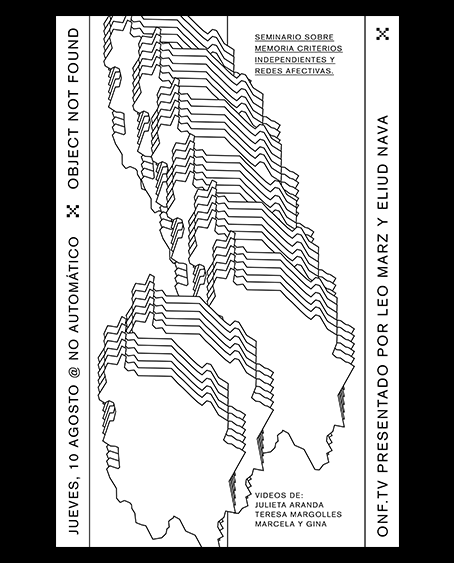 JUEVES, 10 AGOSTO @ NO AUTOMÁTICO
OBJECT NOT FOUND
SEMINARIO SOBRE
MEMORIA CRITERIOS
INDEPENDIENTES Y
REDES AFECTIVAS.
VIDEOS DE:
JULIETA ARANDA
TERESA MARGOLLES
MARCELA Y GINA
ONF.TV PRESENTADO POR LEO MARZ Y ELIUD NAVA